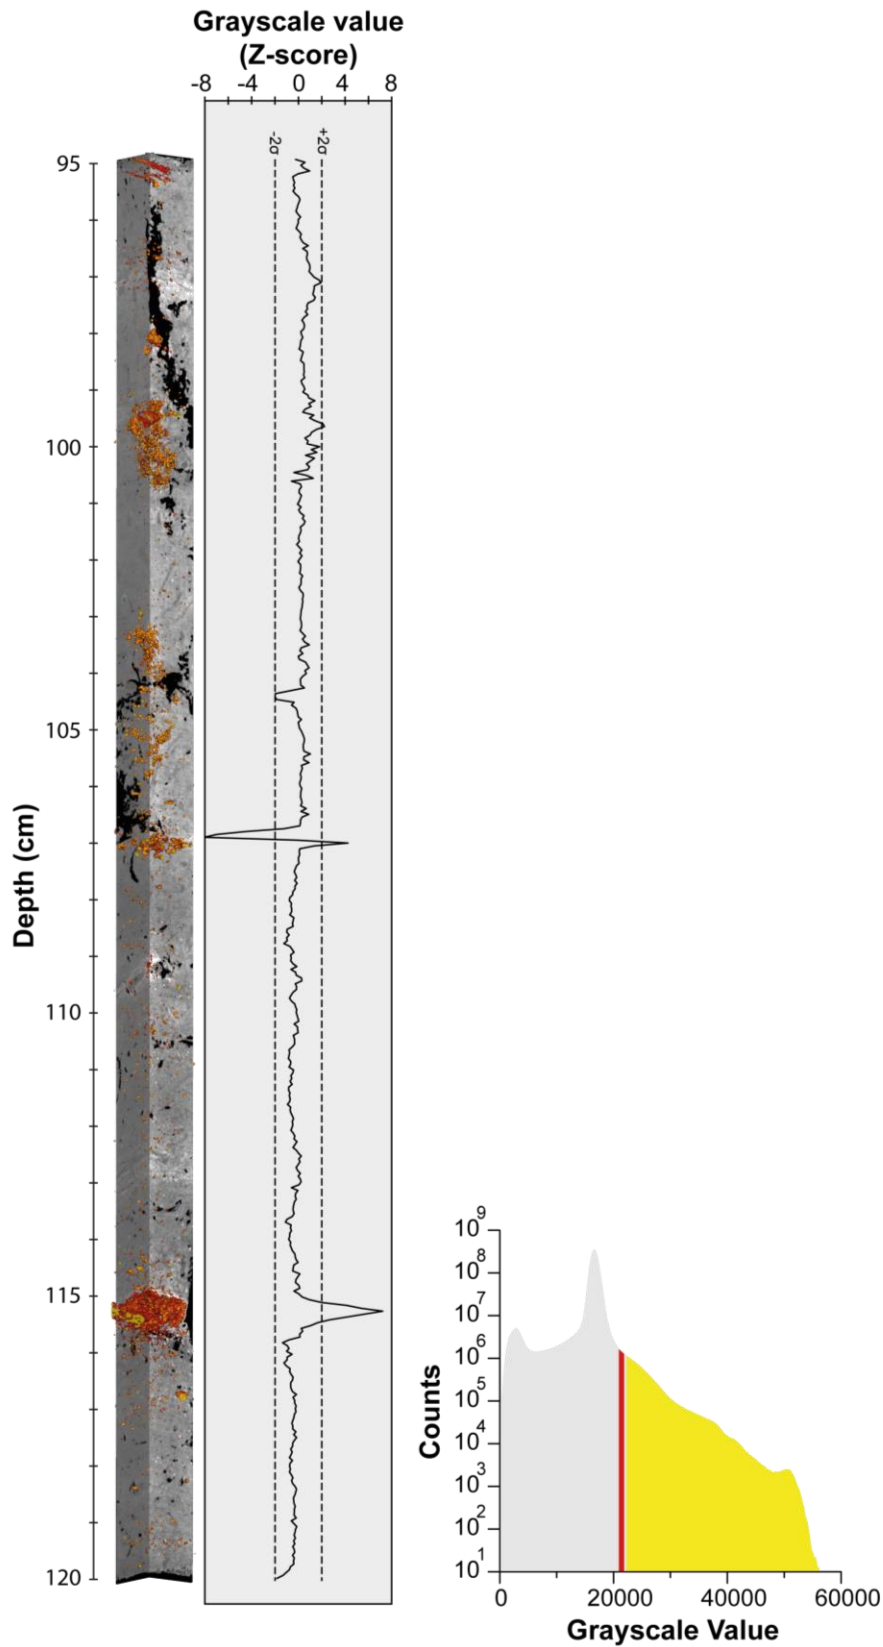 Grayscale value
(Z-score)
-8 -4 0 4 8
-2σ +2σ
95
100
105
110
115
120
Depth (cm)
10^9
10^8
10^7
10^6
10^5
10^4
10^3
10^2
10^1
Counts
0 20000 40000 60000
Grayscale Value